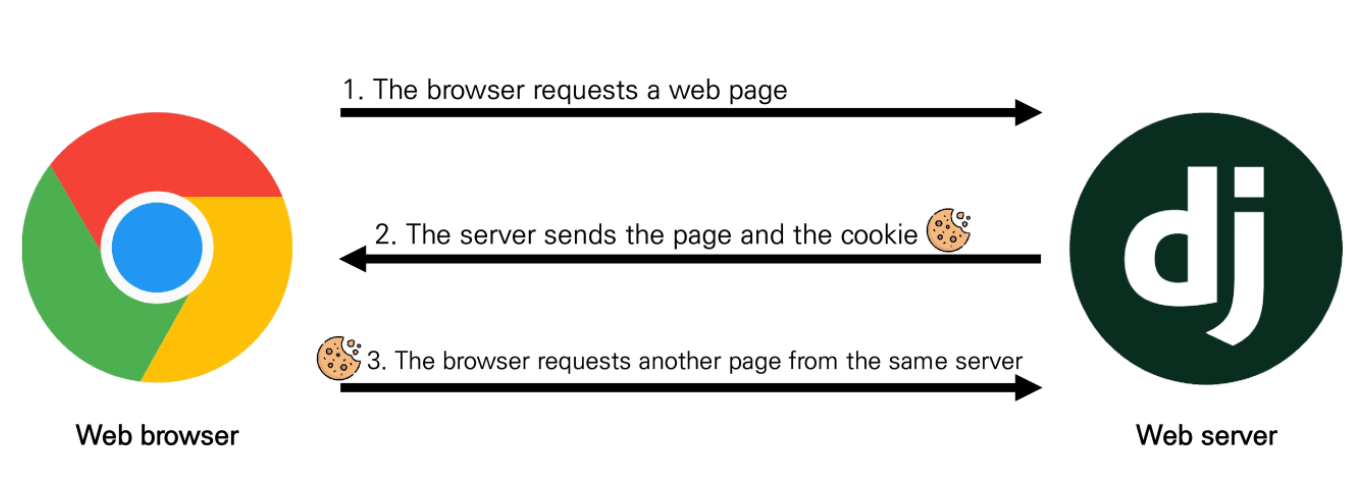 1. The browser requests a web page
2. The server sends the page and the cookie
3. The browser requests another page from the same server
dj
Web browser
Web server